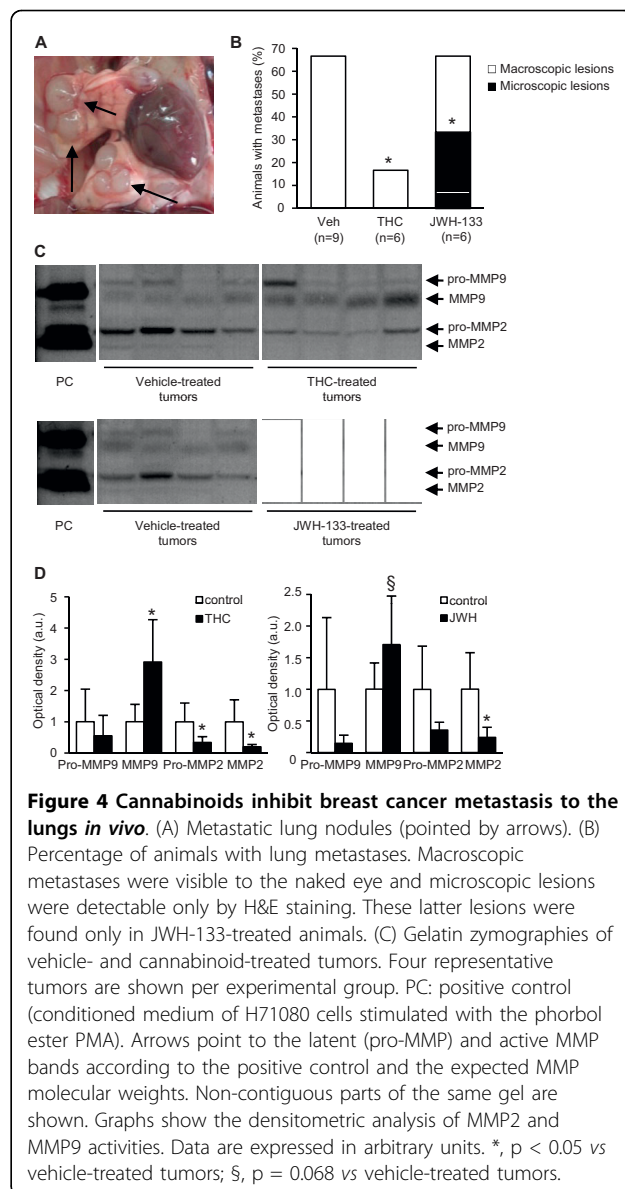 A
B
70
60
50
40
30
20
10
0
Animals with metastases (%)
Macroscopic lesions
Microscopic lesions
*
*
Veh
THC
JWH-133
(n=9)
(n=6)
(n=6)
C
pro-MMP9
MMP9
pro-MMP2
MMP2
PC
Vehicle-treated
tumors
THC-treated
tumors
pro-MMP9
MMP9
pro-MMP2
MMP2
PC
Vehicle-treated
tumors
JWH-133-treated
tumors
D
5
4
3
2
1
0
Optical density (a.u.)
control
THC
*
*
*
Pro-MMP9 MMP9 Pro-MMP2 MMP2
2.5
2.0
1.5
1.0
0.5
0
Optical density (a.u.)
control
JWH
§
*
Pro-MMP9 MMP9 Pro-MMP2 MMP2
Figure 4 Cannabinoids inhibit breast cancer metastasis to the
lungs in vivo. (A) Metastatic lung nodules (pointed by arrows). (B)
Percentage of animals with lung metastases. Macroscopic
metastases were visible to the naked eye and microscopic lesions
were detectable only by H&E staining. These latter lesions were
found only in JWH-133-treated animals. (C) Gelatin zymographies of
vehicle- and cannabinoid-treated tumors. Four representative
tumors are shown per experimental group. PC: positive control
(conditioned medium of H71080 cells stimulated with the phorbol
ester PMA). Arrows point to the latent (pro-MMP) and active MMP
bands according to the positive control and the expected MMP
molecular weights. Non-contiguous parts of the same gel are
shown. Graphs show the densitometric analysis of MMP2 and
MMP9 activities. Data are expressed in arbitrary units. *, p < 0.05 vs
vehicle-treated tumors; §, p = 0.068 vs vehicle-treated tumors.